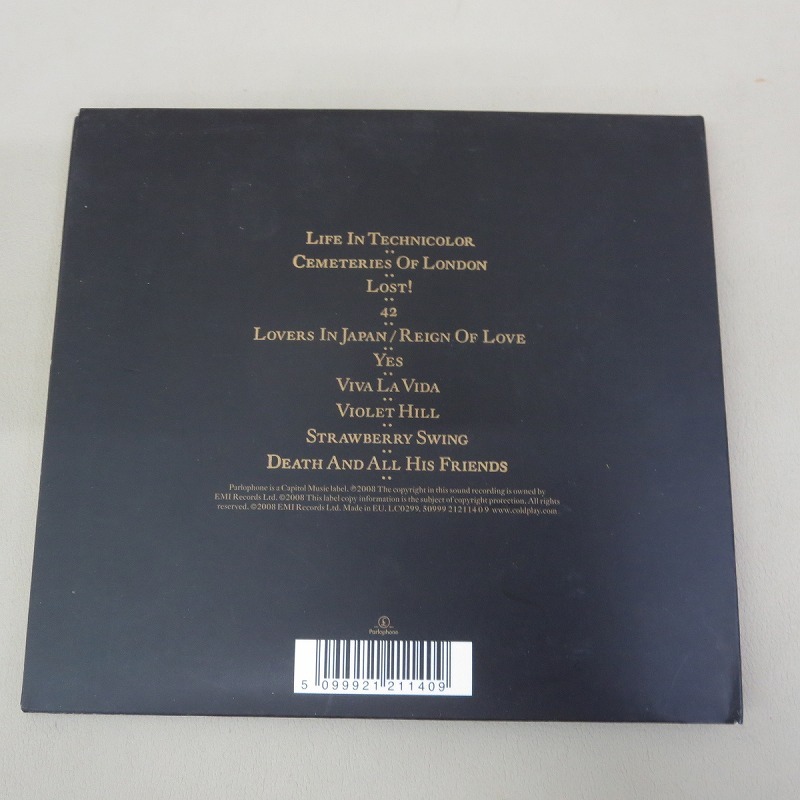 Life In Technicolor
Cemeteries Of London
Lost!
42
Lovers In Japan/Reign Of Love
Yes
Viva La Vida
Violet Hill
Strawberry Swing
Death And All His Friends
Parlophone is a Capitol Music label. ℗2008 The copyright in this sound recording is owned by
EMI Records Ltd. ©2008 This label copy information is the subject of copyright protection. All rights
reserved. ©2008 EMI Records Ltd. Made in EU. LC0299. 50999 212114 0 9 www.coldplay.com
Parlophone
5 099921 211409